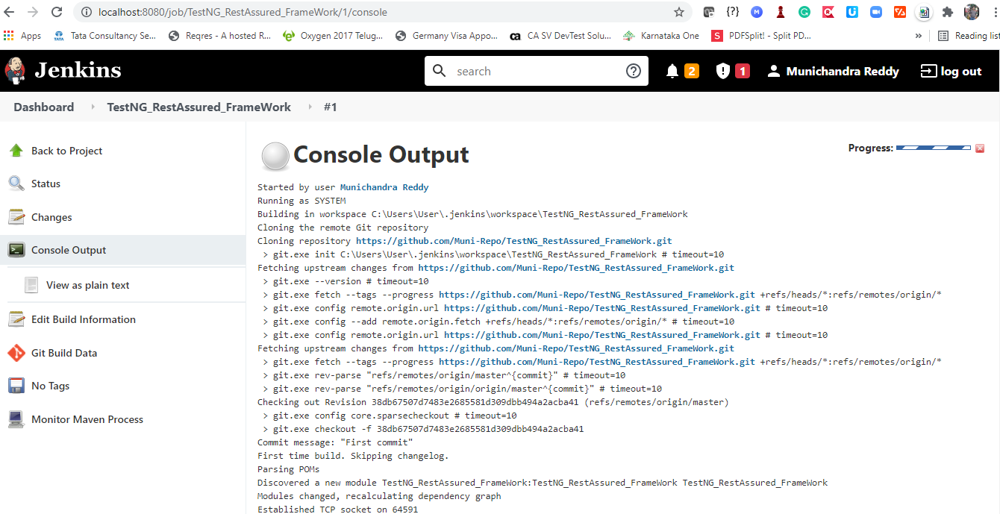 localhost:8080/job/TestNG_RestAssured_FrameWork/1/console
Apps TATA Tata Consultancy Se... Reqres - A hosted R... Oxygen 2017 Telug... Germany Visa Appo... ca CA SV DevTest Solu... Karnataka One S PDFSplit! - Split PD... » Reading list
Jenkins search 2 1 Munichandra Reddy log out
Dashboard TestNG_RestAssured_FrameWork #1
Back to Project
Status
Changes
Console Output
View as plain text
Edit Build Information
Git Build Data
No Tags
Monitor Maven Process
Console Output
Progress:
Started by user Munichandra Reddy
Running as SYSTEM
Building in workspace C:\Users\User\.jenkins\workspace\TestNG_RestAssured_FrameWork
Cloning the remote Git repository
Cloning repository https://github.com/Muni-Repo/TestNG_RestAssured_FrameWork.git
> git.exe init C:\Users\User\.jenkins\workspace\TestNG_RestAssured_FrameWork # timeout=10
Fetching upstream changes from https://github.com/Muni-Repo/TestNG_RestAssured_FrameWork.git
> git.exe --version # timeout=10
> git.exe fetch --tags --progress https://github.com/Muni-Repo/TestNG_RestAssured_FrameWork.git +refs/heads/*:refs/remotes/origin/*
> git.exe config remote.origin.url https://github.com/Muni-Repo/TestNG_RestAssured_FrameWork.git # timeout=10
> git.exe config --add remote.origin.fetch +refs/heads/*:refs/remotes/origin/* # timeout=10
> git.exe config remote.origin.url https://github.com/Muni-Repo/TestNG_RestAssured_FrameWork.git # timeout=10
Fetching upstream changes from https://github.com/Muni-Repo/TestNG_RestAssured_FrameWork.git
> git.exe fetch --tags --progress https://github.com/Muni-Repo/TestNG_RestAssured_FrameWork.git +refs/heads/*:refs/remotes/origin/*
> git.exe rev-parse "refs/remotes/origin/master^{commit}" # timeout=10
> git.exe rev-parse "refs/remotes/origin/origin/master^{commit}" # timeout=10
Checking out Revision 38db67507d7483e2685581d309dbb494a2acba41 (refs/remotes/origin/master)
> git.exe config core.sparsecheckout # timeout=10
> git.exe checkout -f 38db67507d7483e2685581d309dbb494a2acba41
Commit message: "First commit"
First time build. Skipping changelog.
Parsing POMs
Discovered a new module TestNG_RestAssured_FrameWork:TestNG_RestAssured_FrameWork TestNG_RestAssured_FrameWork
Modules changed, recalculating dependency graph
Established TCP socket on 64591